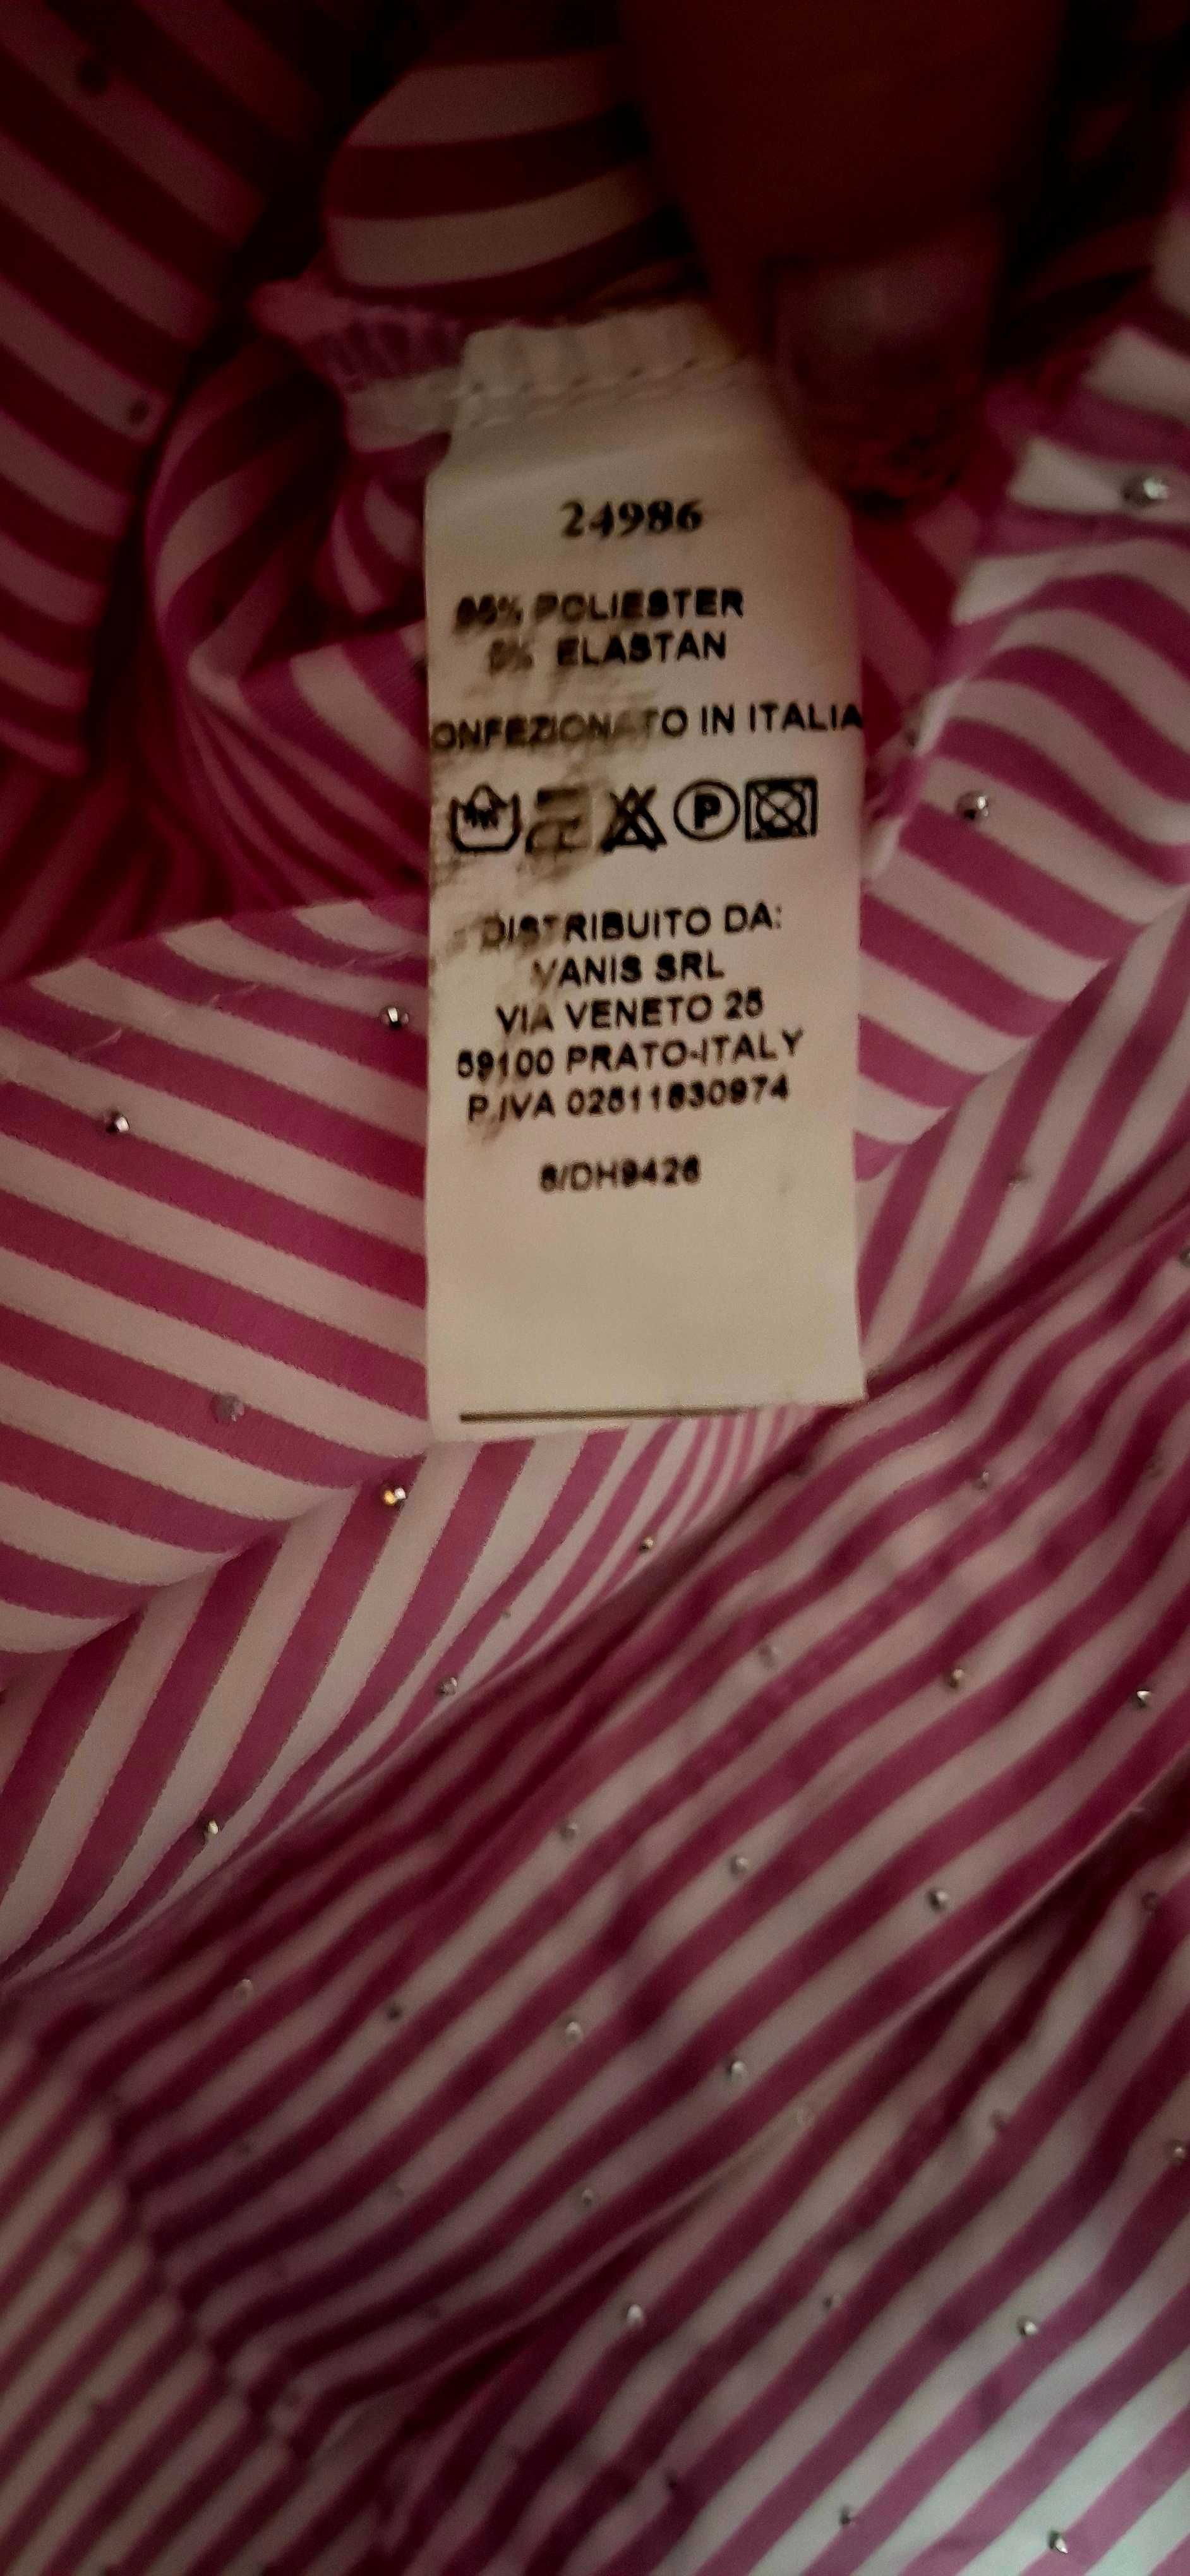 24986
95% POLIESTER
5% ELASTAN
ONFEZIONATO IN ITALIA
P
DISTRIBUITO DA:
VANIS SRL
VIA VENETO 25
59100 PRATO-ITALY
P.IVA 02511830974
6/DH9426